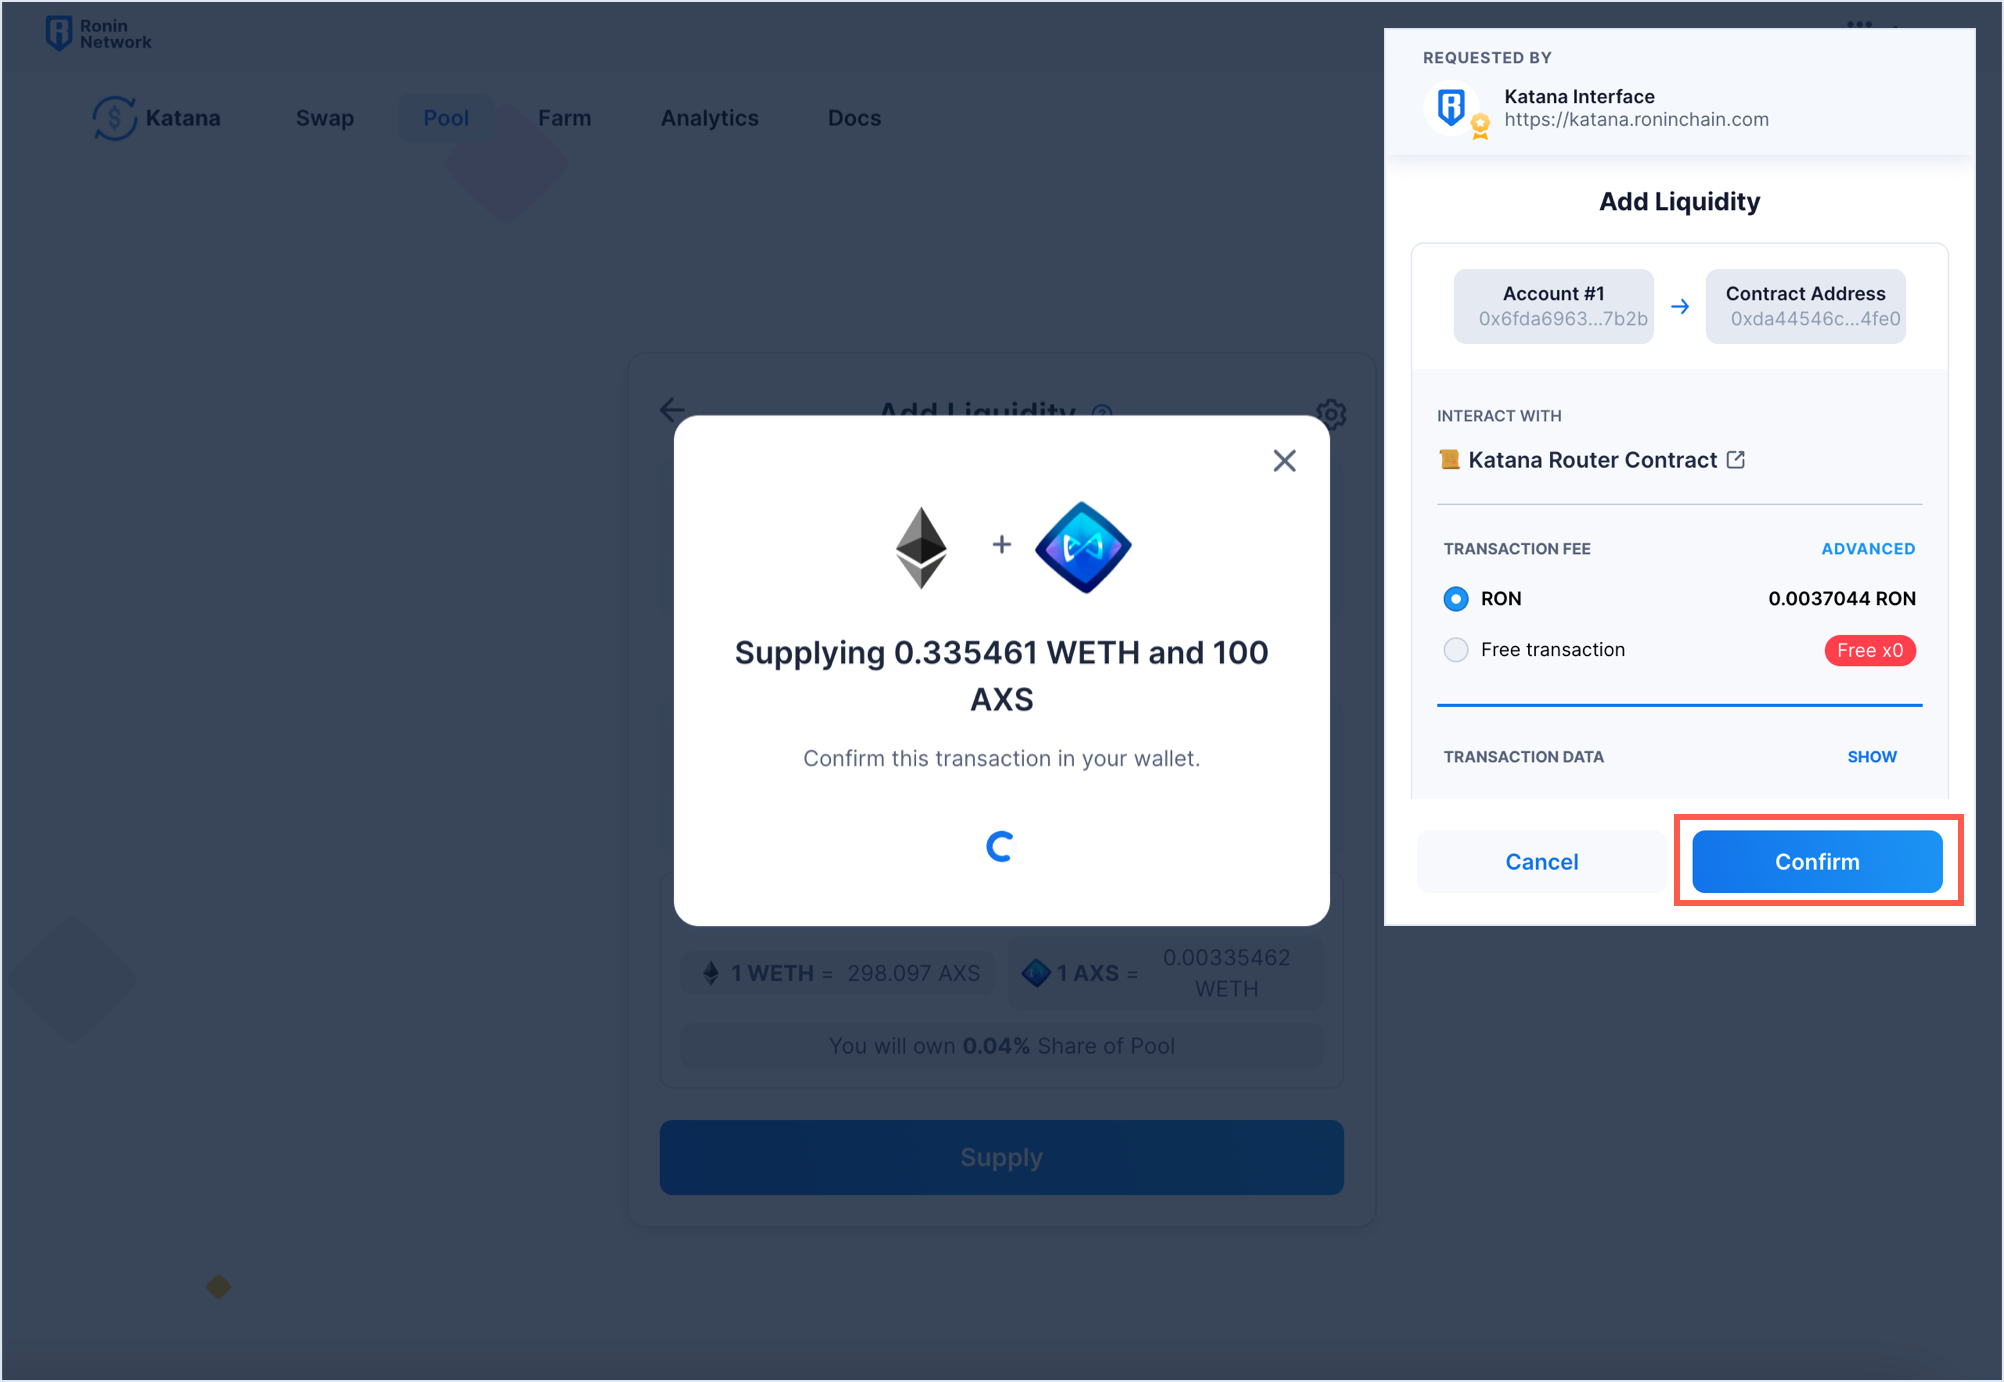 Ronin
Network
Katana
Swap
Pool
Farm
Analytics
Docs
Add Liquidity
Supplying 0.335461 WETH and 100
AXS
Confirm this transaction in your wallet.
1 WETH = 298.097 AXS
1 AXS = 0.00335462
WETH
You will own 0.04% Share of Pool
Supply
REQUESTED BY
Katana Interface
https://katana.roninchain.com
Add Liquidity
Account #1
0x6fda6963...7b2b
Contract Address
0xda44546c...4fe0
INTERACT WITH
Katana Router Contract
TRANSACTION FEE
ADVANCED
RON
0.0037044 RON
Free transaction
Free x0
TRANSACTION DATA
SHOW
Cancel
Confirm